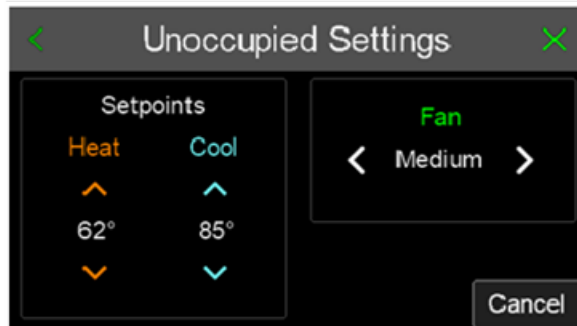 Unoccupied Settings
Setpoints
Heat Cool
62° 85°
Fan
Medium
Cancel